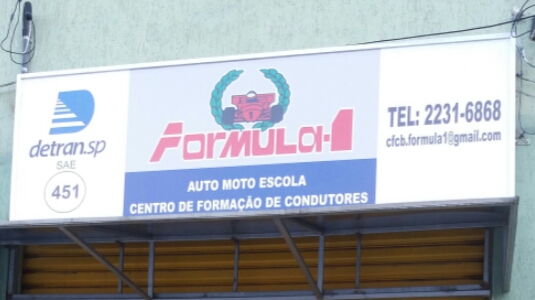 detran.sp
SAE
451
FORMULA-1
AUTO MOTO ESCOLA
CENTRO DE FORMAÇÃO DE CONDUTORES
TEL: 2231-6868
cfcb.formula1@gmail.com